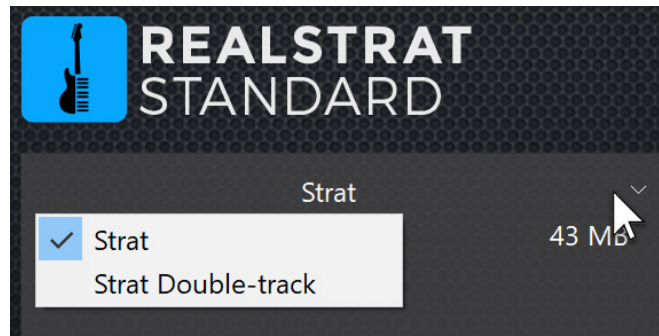 REALSTRAT
STANDARD
Strat
Strat
43 MB
Strat Double-track